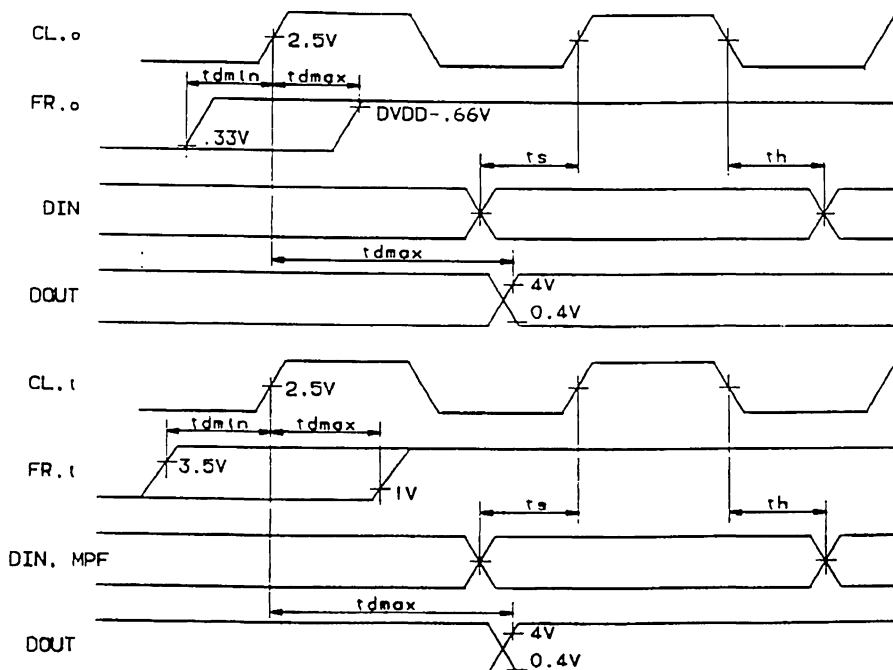 CL.o
2.5V
tdmin
tdmax
FR.o
DVDD-.66V
.33V
ts
th
DIN
tdmax
4V
DOUT
0.4V
CL.i
2.5V
tdmin
tdmax
FR.i
3.5V
1V
ts
th
DIN. MPF
tdmax
4V
DOUT
0.4V